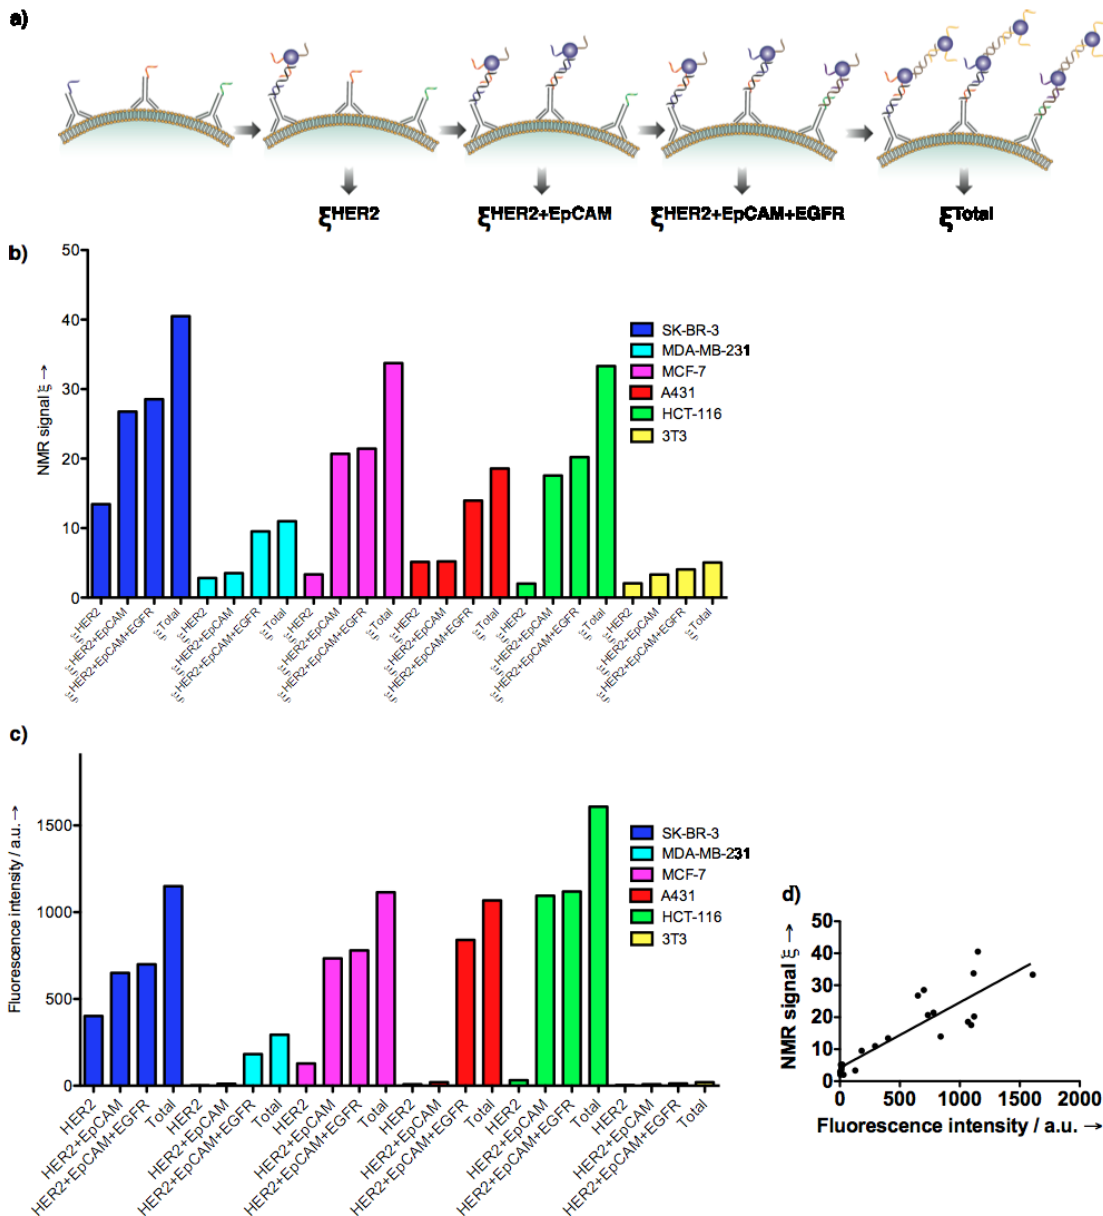 a)
ξHER2 ξHER2+EpCAM ξHER2+EpCAM+EGFR ξTotal
b)
NMR signal ξ →
50
40
30
20
10
0
SK-BR-3
MDA-MB-231
MCF-7
A431
HCT-116
3T3
ξHER2 ξHER2+EpCAM ξHER2+EpCAM+EGFR ξTotal ξHER2 ξHER2+EpCAM ξHER2+EpCAM+EGFR ξTotal ξHER2 ξHER2+EpCAM ξHER2+EpCAM+EGFR ξTotal ξHER2 ξHER2+EpCAM ξHER2+EpCAM+EGFR ξTotal ξHER2 ξHER2+EpCAM ξHER2+EpCAM+EGFR ξTotal ξHER2 ξHER2+EpCAM ξHER2+EpCAM+EGFR ξTotal
c)
Fluorescence intensity / a.u. →
1500
1000
500
0
SK-BR-3
MDA-MB-231
MCF-7
A431
HCT-116
3T3
HER2 HER2+EpCAM HER2+EpCAM+EGFR Total HER2 HER2+EpCAM HER2+EpCAM+EGFR Total HER2 HER2+EpCAM HER2+EpCAM+EGFR Total HER2 HER2+EpCAM HER2+EpCAM+EGFR Total HER2 HER2+EpCAM HER2+EpCAM+EGFR Total HER2 HER2+EpCAM HER2+EpCAM+EGFR Total
d)
NMR signal ξ →
50
40
30
20
10
0
0 500 1000 1500 2000
Fluorescence intensity / a.u. →